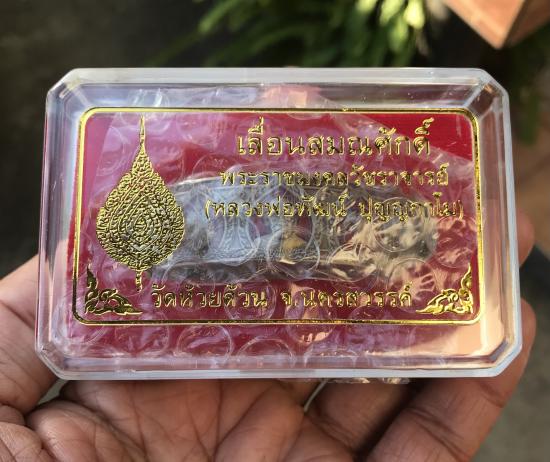 เลื่อนสมณศักดิ์
พระราชมงคลวัชราจารย์
(หลวงพ่อพัฒน์ ปุญฺญกาโม)
วัดห้วยด้วน จ.นครสวรรค์